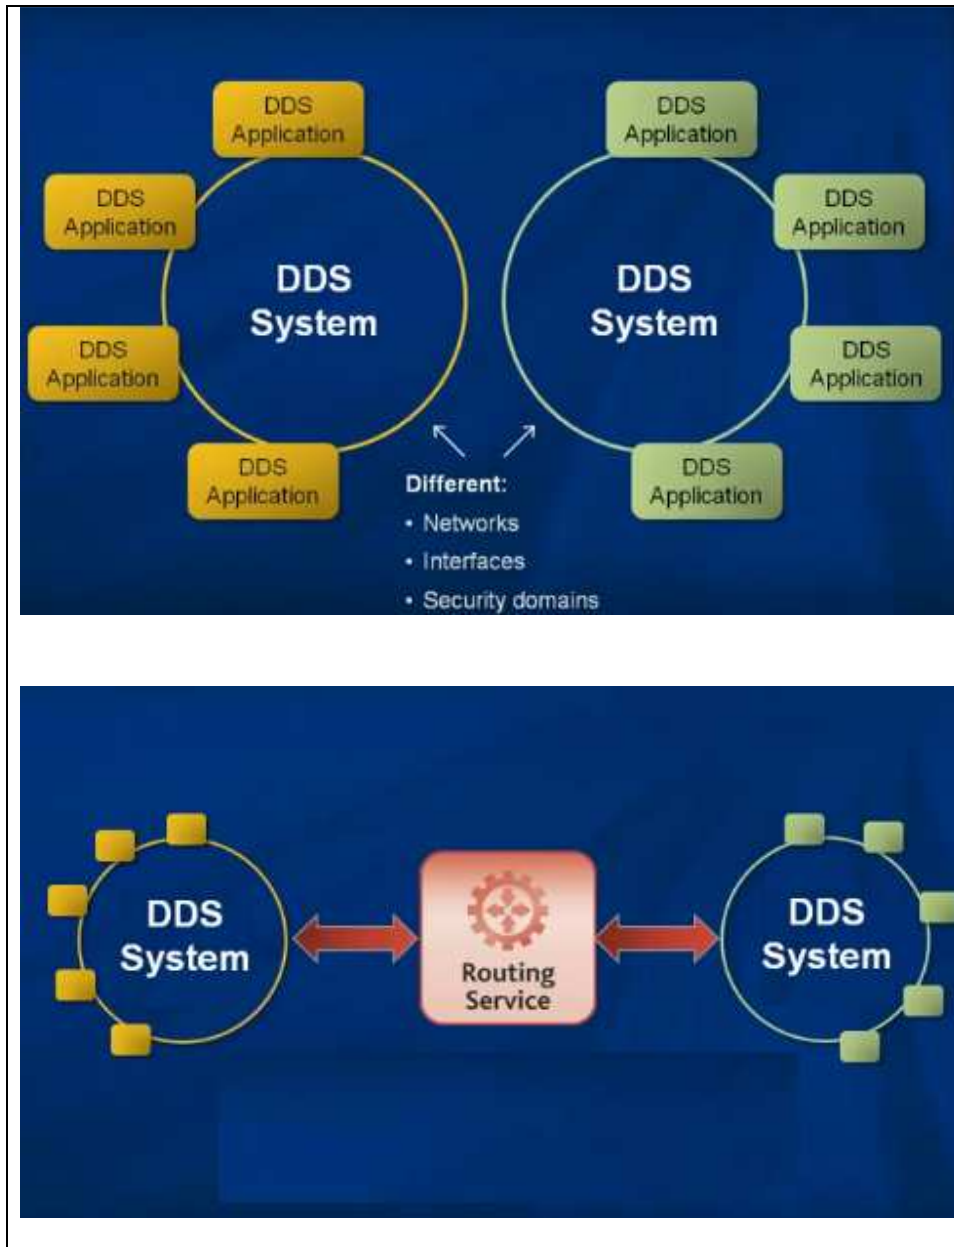 DDS
Application
DDS
Application
DDS
Application
DDS
Application
DDS
System
DDS
Application
DDS
Application
DDS
Application
DDS
Application
DDS
System
Different:
• Networks
• Interfaces
• Security domains
DDS
System
Routing
Service
DDS
System